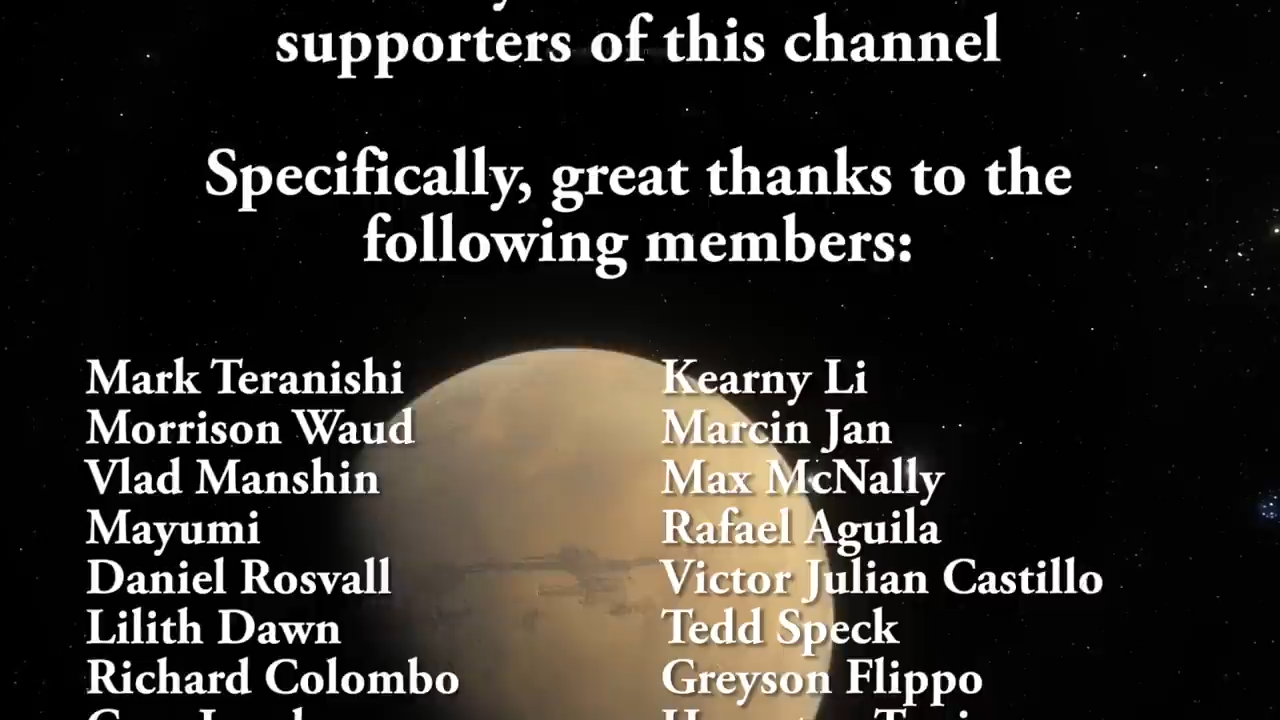 supporters of this channel
Specifically, great thanks to the
following members:
Mark Teranishi
Morrison Waud
Vlad Manshin
Mayumi
Daniel Rosvall
Lilith Dawn
Richard Colombo
Kearny Li
Marcin Jan
Max McNally
Rafael Aguila
Victor Julian Castillo
Tedd Speck
Greyson Flippo